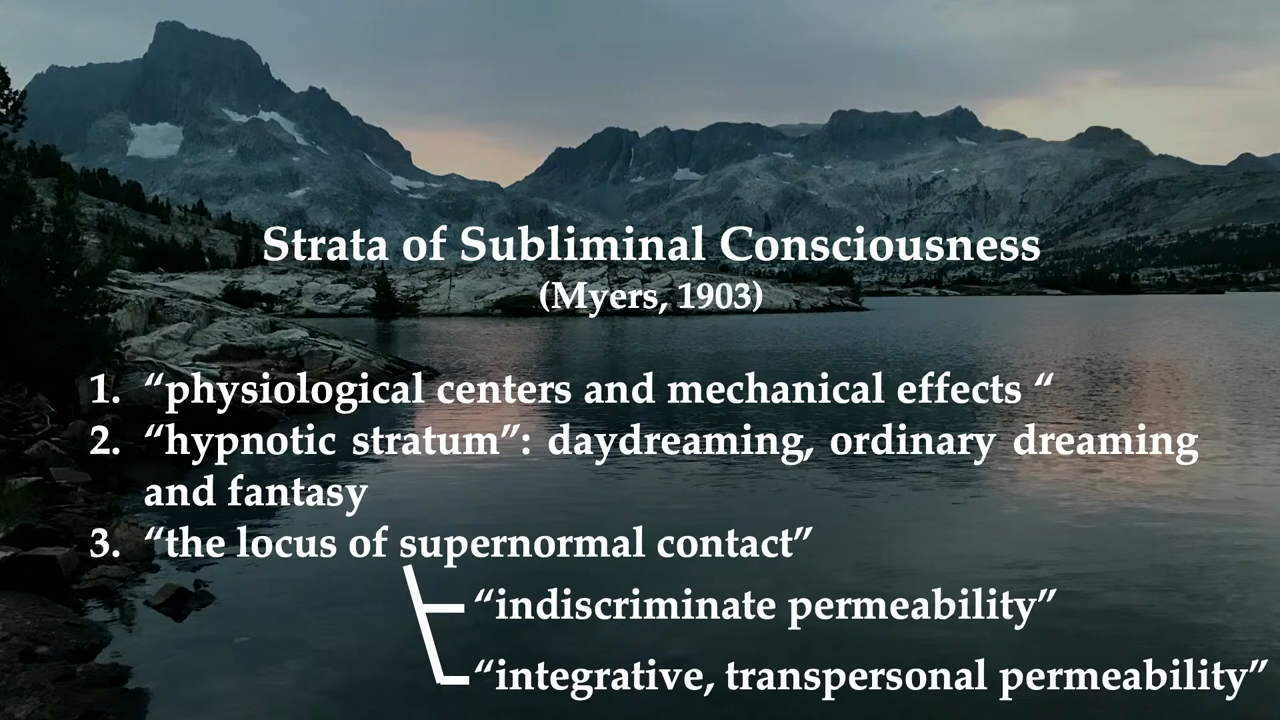 Strata of Subliminal Consciousness
(Myers, 1903)
1. “physiological centers and mechanical effects “
2. “hypnotic stratum”: daydreaming, ordinary dreaming
and fantasy
3. “the locus of supernormal contact”
“indiscriminate permeability”
“integrative, transpersonal permeability”